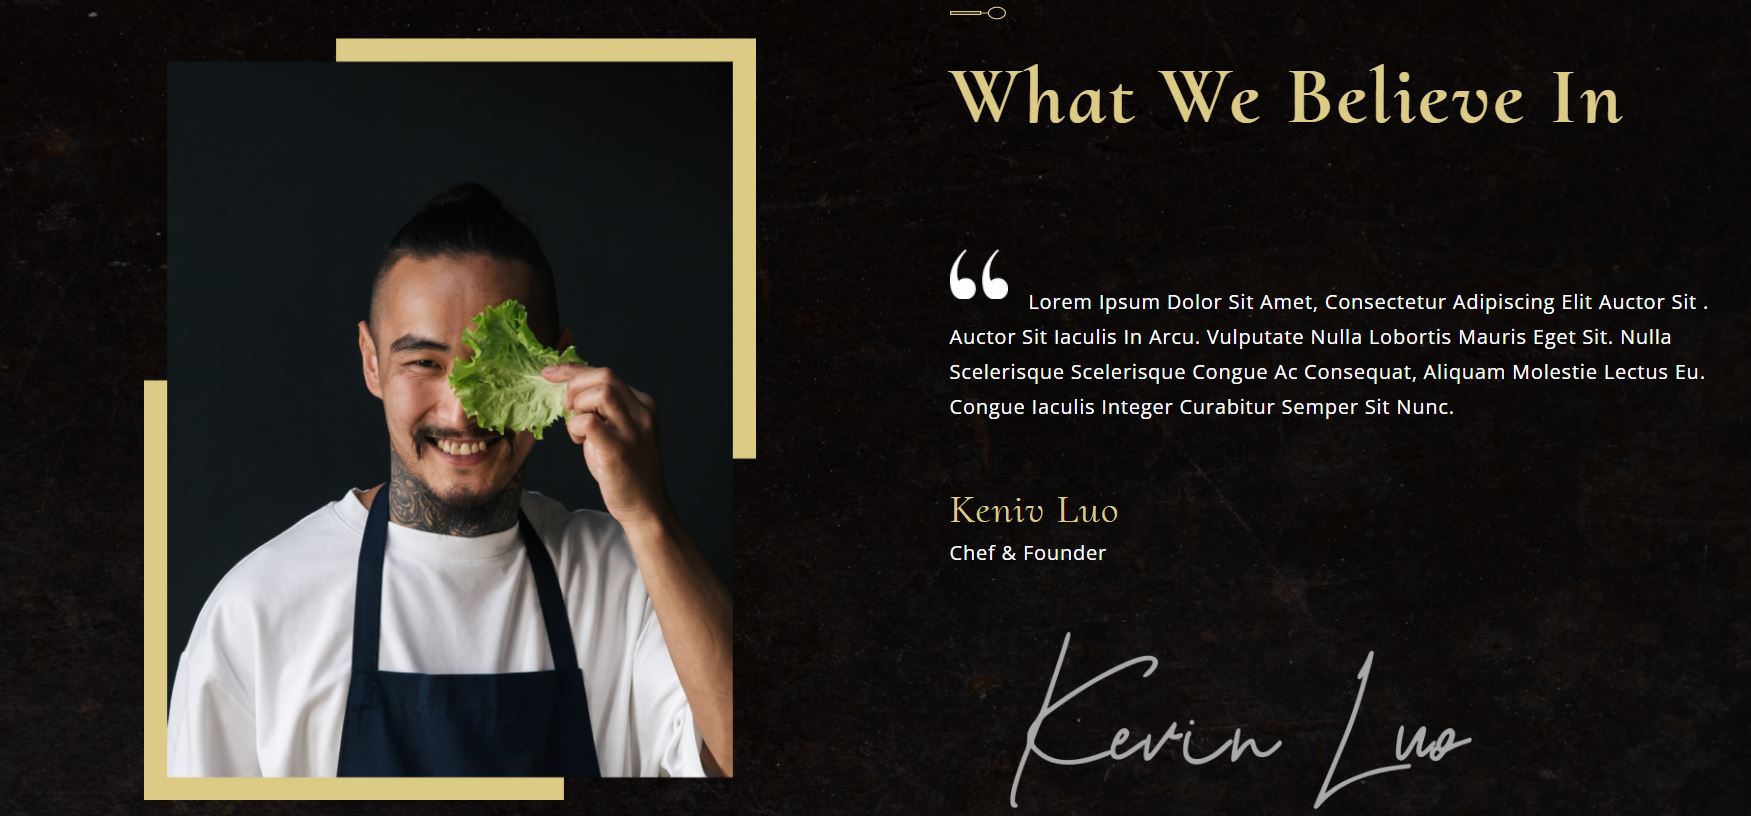 What We Believe In
“ Lorem Ipsum Dolor Sit Amet, Consectetur Adipiscing Elit Auctor Sit .
Auctor Sit Iaculis In Arcu. Vulputate Nulla Lobortis Mauris Eget Sit. Nulla
Scelerisque Scelerisque Congue Ac Consequat, Aliquam Molestie Lectus Eu.
Congue Iaculis Integer Curabitur Semper Sit Nunc.
Keniv Luo
Chef & Founder
Kevin Luo